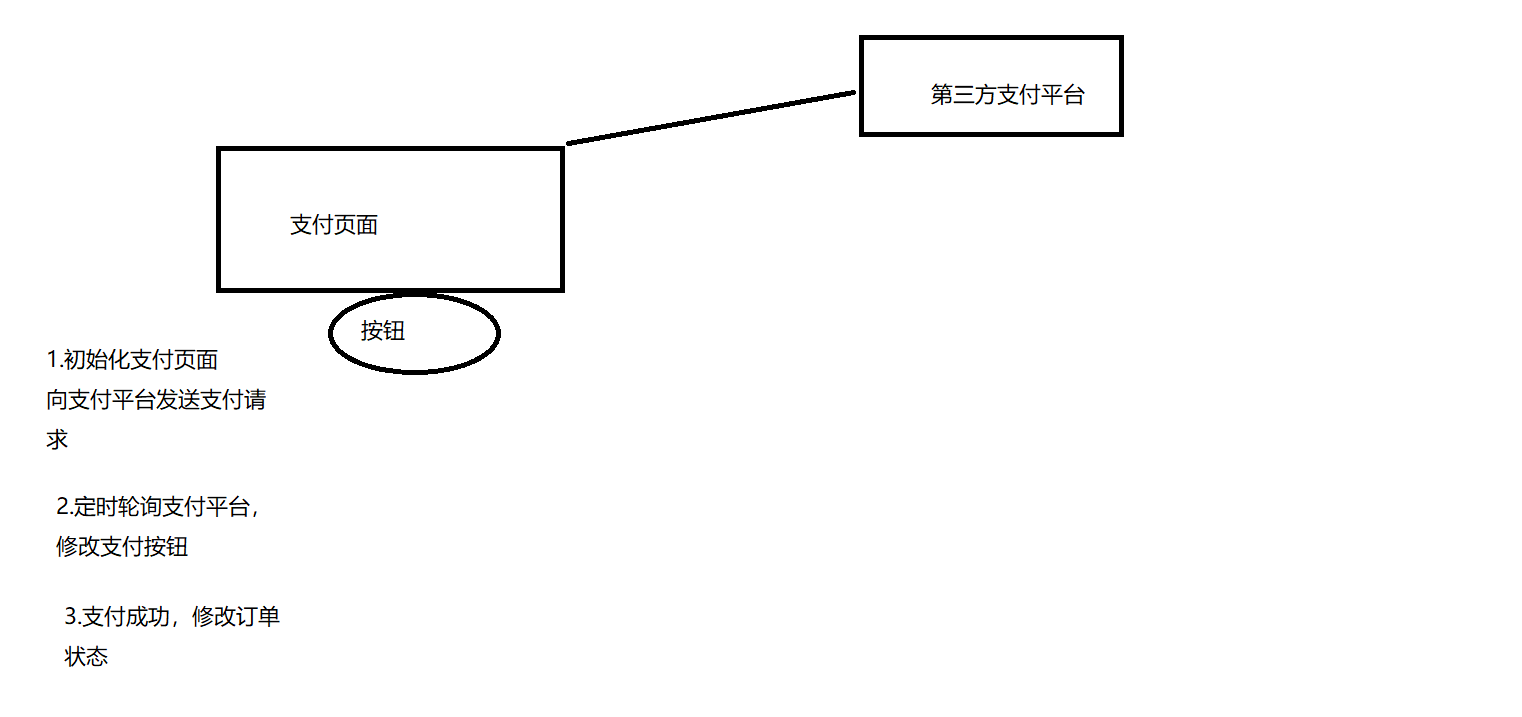 第三方支付平台
支付页面
按钮
1.初始化支付页面
向支付平台发送支付请
求
2.定时轮询支付平台，
修改支付按钮
3.支付成功，修改订单
状态